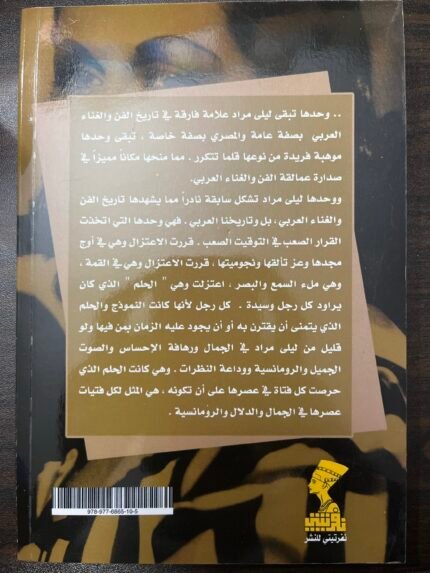 .. وحدها تبقى ليلى مراد علامة فارقة في تاريخ الفن والغناء
العربي بصفة عامة والمصري بصفة خاصة ، تبقى وحدها
موهبة فريدة من نوعها قلما تتكرر . مما منحها مكاناً مميزاً في
صدارة عمالقة الفن والغناء العربي.
ووحدها ليلى مراد تشكل سابقة نادراً مما يشهدها تاريخ الفن
والغناء العربي، بل وتاريخنا العربي . فهي وحدها التي اتخذت
القرار الصعب في التوقيت الصعب . قررت الاعتزال وهي في أوج
مجدها وعز تألقها ونجوميتها ، قررت الاعتزال وهي في القمة ،
وهي ملء السمع والبصر ، اعتزلت وهي " الحلم " الذي كان
يراود كل رجل وسيدة . كل رجل لأنها كانت النموذج والحلم
الذي يتمنى أن يقترن به أو أن يجود عليه الزمان بمن فيها ولو
قليل من ليلى مراد في الجمال ورهافة الإحساس والصوت
الجميل والرومانسية ووداعة النظرات . وهي كانت الحلم الذي
حرصت كل فتاة في عصرها على أن تكونه ، هي المثل لكل فتيات
عصرها في الجمال والدلال والرومانسية .
978-977-6865-10-5
نفرتيتي
نفرتيتي للنشر